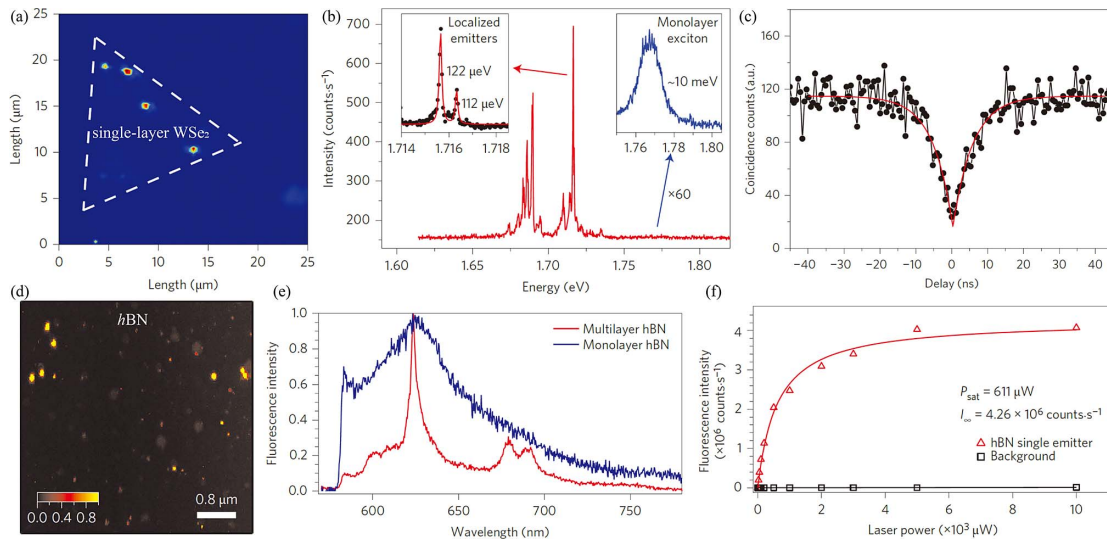 (a)
25
20
15
10
5
0
Length (μm)
single-layer WSe₂
0 5 10 15 20 25
Length (μm)
(b)
700
600
500
400
300
200
Intensity (counts·s⁻¹)
Localized
emitters
122 μeV
112 μeV
1.714 1.716 1.718
Monolayer
exciton
~10 meV
1.76 1.78 1.80
×60
1.60 1.65 1.70 1.75 1.80
Energy (eV)
(c)
160
120
80
40
0
Coincidence counts (a.u.)
-40 -30 -20 -10 0 10 20 30 40
Delay (ns)
(d)
hBN
0.0 0.4 0.8
0.8 μm
(e)
1.0
0.8
0.6
0.4
0.2
0.0
Fluorescence intensity
Multilayer hBN
Monolayer hBN
600 650 700 750
Wavelength (nm)
(f)
4
3
2
1
0
Fluorescence intensity
(×10⁶ counts·s⁻¹)
Psat = 611 μW
I∞ = 4.26 × 10⁶ counts·s⁻¹
hBN single emitter
Background
0 2 4 6 8 10
Laser power (×10³ μW)